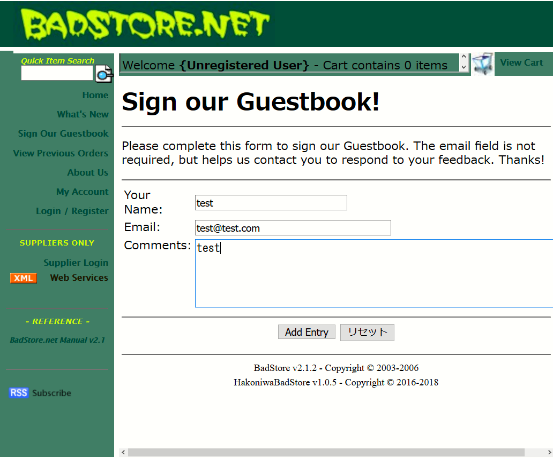 BADSTORE.NET
Quick Item Search
Home
What's New
Sign Our Guestbook
View Previous Orders
About Us
My Account
Login / Register
SUPPLIERS ONLY
Supplier Login
XML Web Services
- REFERENCE -
BadStore.net Manual v2.1
RSS Subscribe
Welcome {Unregistered User} - Cart contains 0 items
View Cart
Sign our Guestbook!
Please complete this form to sign our Guestbook. The email field is not
required, but helps us contact you to respond to your feedback. Thanks!
Your
Name: test
Email: test@test.com
Comments: test
Add Entry リセット
BadStore v2.1.2 - Copyright © 2003-2006
HakoniwaBadStore v1.0.5 - Copyright © 2016-2018